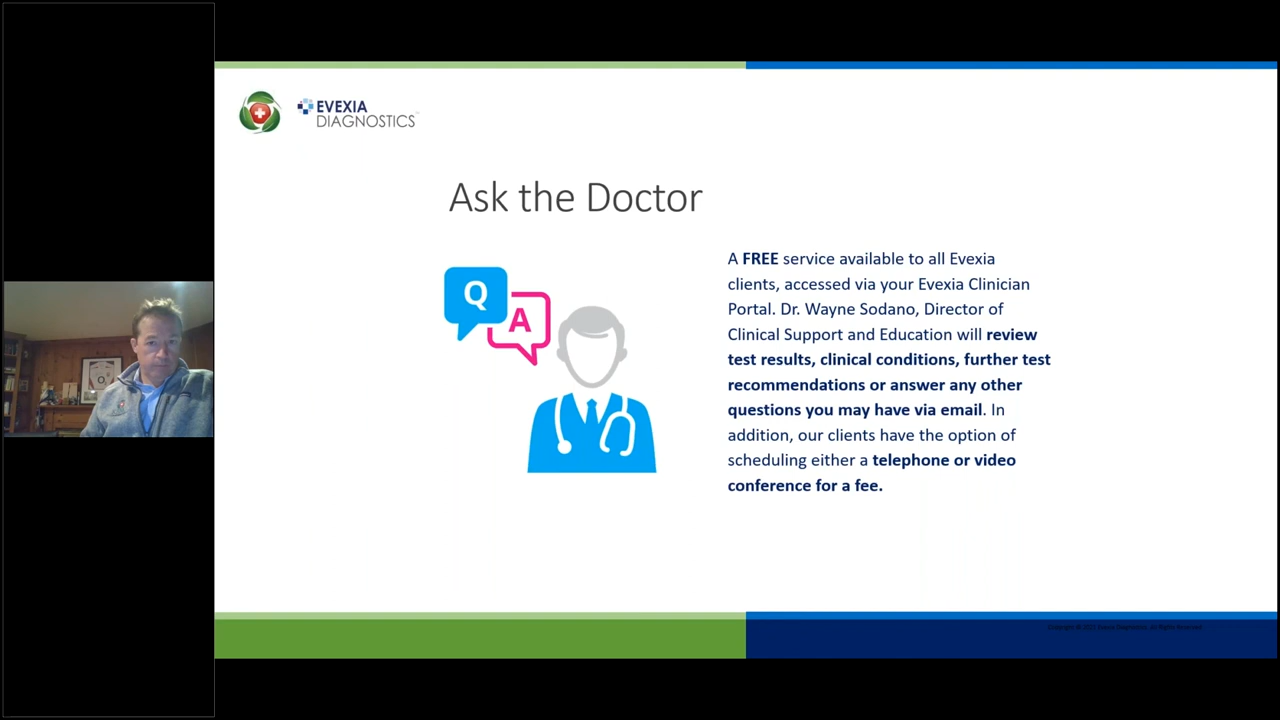 EVEXIA
DIAGNOSTICS
Ask the Doctor
Q
A
A FREE service available to all Evexia
clients, accessed via your Evexia Clinician
Portal. Dr. Wayne Sodano, Director of
Clinical Support and Education will review
test results, clinical conditions, further test
recommendations or answer any other
questions you may have via email. In
addition, our clients have the option of
scheduling either a telephone or video
conference for a fee.